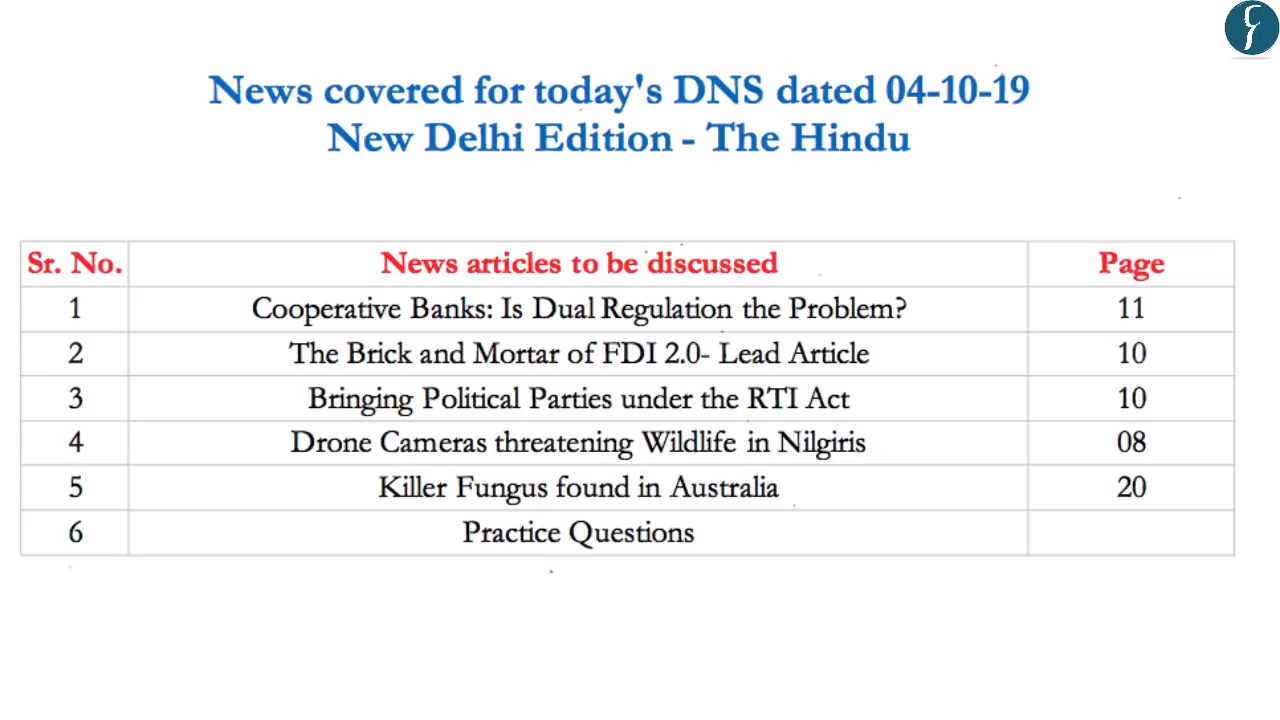 News covered for today's DNS dated 04-10-19
New Delhi Edition - The Hindu
Sr. No. News articles to be discussed Page
1 Cooperative Banks: Is Dual Regulation the Problem? 11
2 The Brick and Mortar of FDI 2.0- Lead Article 10
3 Bringing Political Parties under the RTI Act 10
4 Drone Cameras threatening Wildlife in Nilgiris 08
5 Killer Fungus found in Australia 20
6 Practice Questions